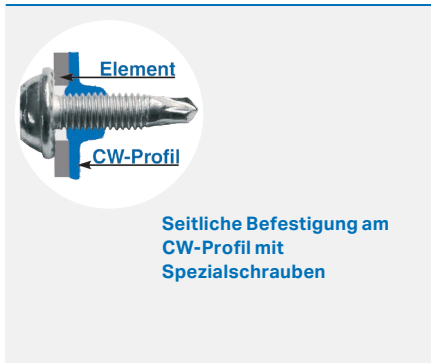 Element
CW-Profil
Seitliche Befestigung am
CW-Profil mit
Spezialschrauben